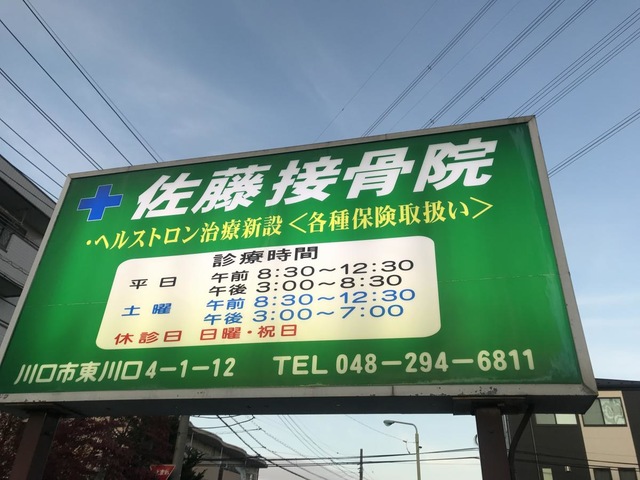 佐藤接骨院
・ヘルストロン治療新設＜各種保険取扱い＞
診療時間
平日 午前 8:30～12:30
午後 3:00～8:30
土曜 午前 8:30～12:30
午後 3:00～7:00
休診日 日曜・祝日
川口市東川口4-1-12 TEL 048-294-6811